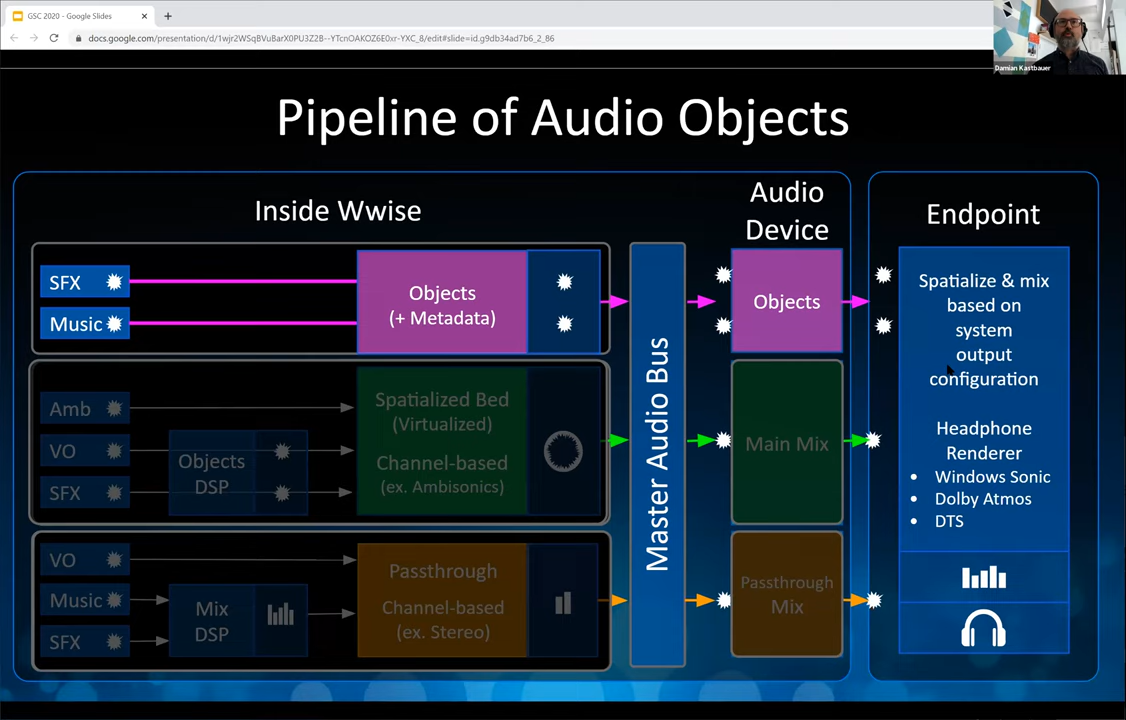 GSC 2020 - Google Slides
docs.google.com/presentation/d/1wjr2WSqBVuBarX0PU3Z2B--YTcnOAKOZ6E0xr-YXC_8/edit#slide=id.g9db34ad7b6_2_86
Damian Kastbauer
Pipeline of Audio Objects
Inside Wwise
Audio
Device
Endpoint
SFX
Music
Objects
(+ Metadata)
Amb
VO
SFX
Objects
DSP
Spatialized Bed
(Virtualized)
Channel-based
(ex. Ambisonics)
VO
Music
SFX
Mix
DSP
Passthrough
Channel-based
(ex. Stereo)
Master Audio Bus
Objects
Main Mix
Passthrough
Mix
Spatialize & mix
based on
system
output
configuration
Headphone
Renderer
• Windows Sonic
• Dolby Atmos
• DTS